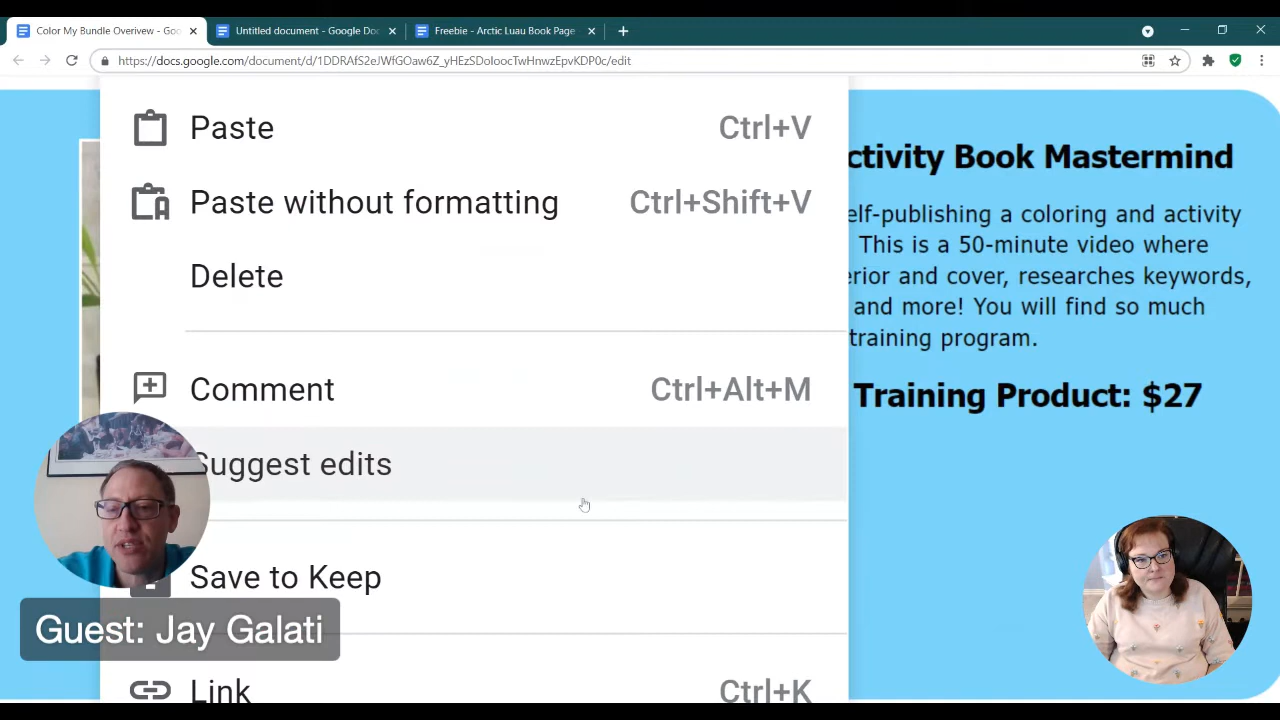 Color My Bundle Overivew - Goo
Untitled document - Google Doc
Freebie - Arctic Luau Book Page
https://docs.google.com/document/d/1DDRAfS2eJWfGOaw6Z_yHEzSDoIoocTwHnwzEpvKDP0c/edit
Paste Ctrl+V
Paste without formatting Ctrl+Shift+V
Delete
Comment Ctrl+Alt+M
Suggest edits
Save to Keep
Link Ctrl+K
ctivity Book Mastermind
elf-publishing a coloring and activity
This is a 50-minute video where
erior and cover, researches keywords,
and more! You will find so much
training program.
Training Product: $27
Guest: Jay Galati